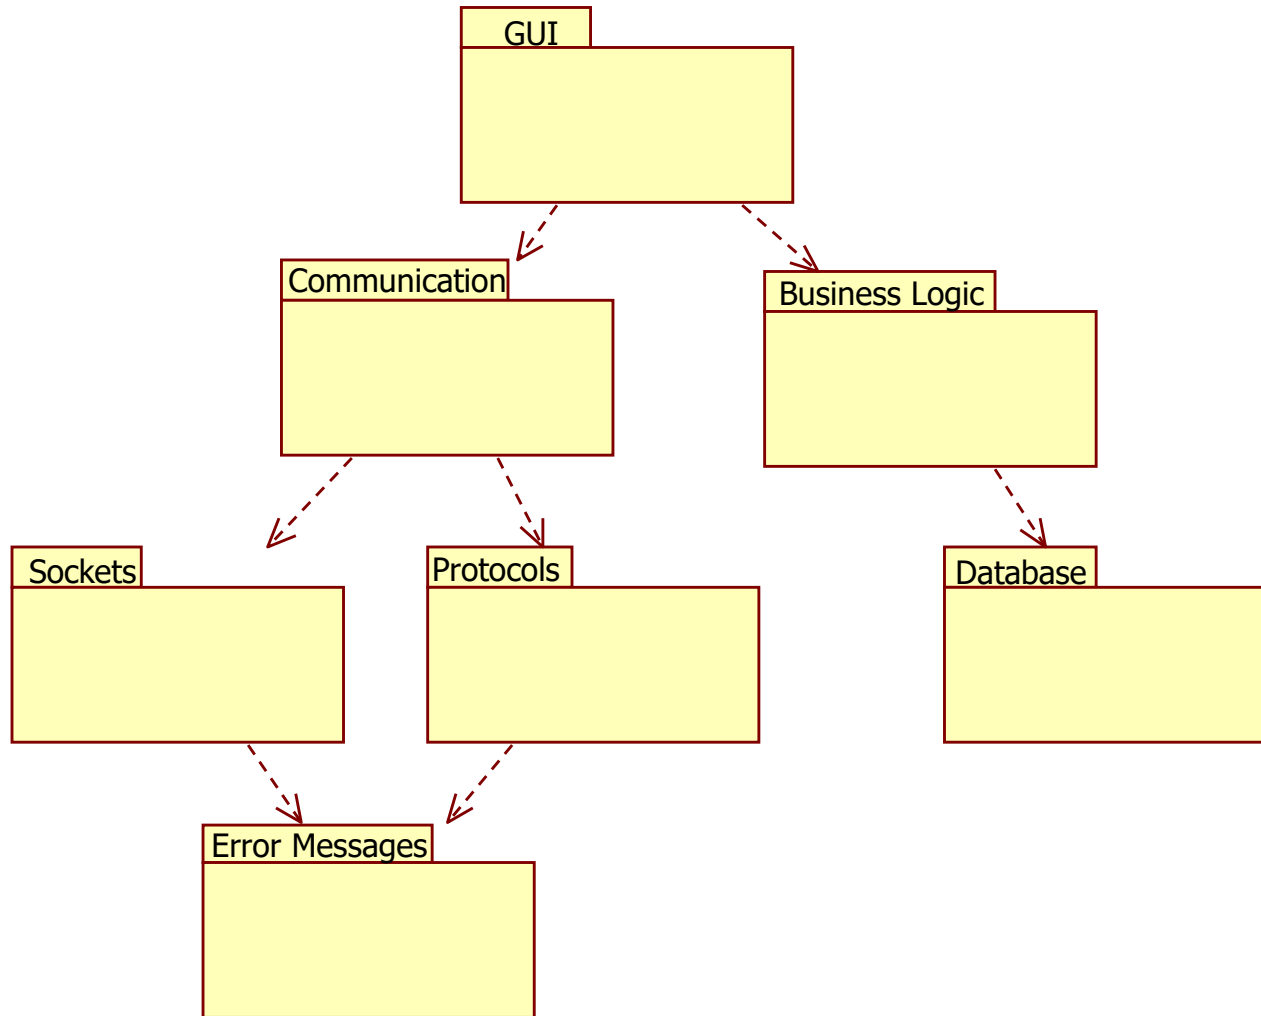 GUI
Communication
Business Logic
Sockets
Protocols
Database
Error Messages